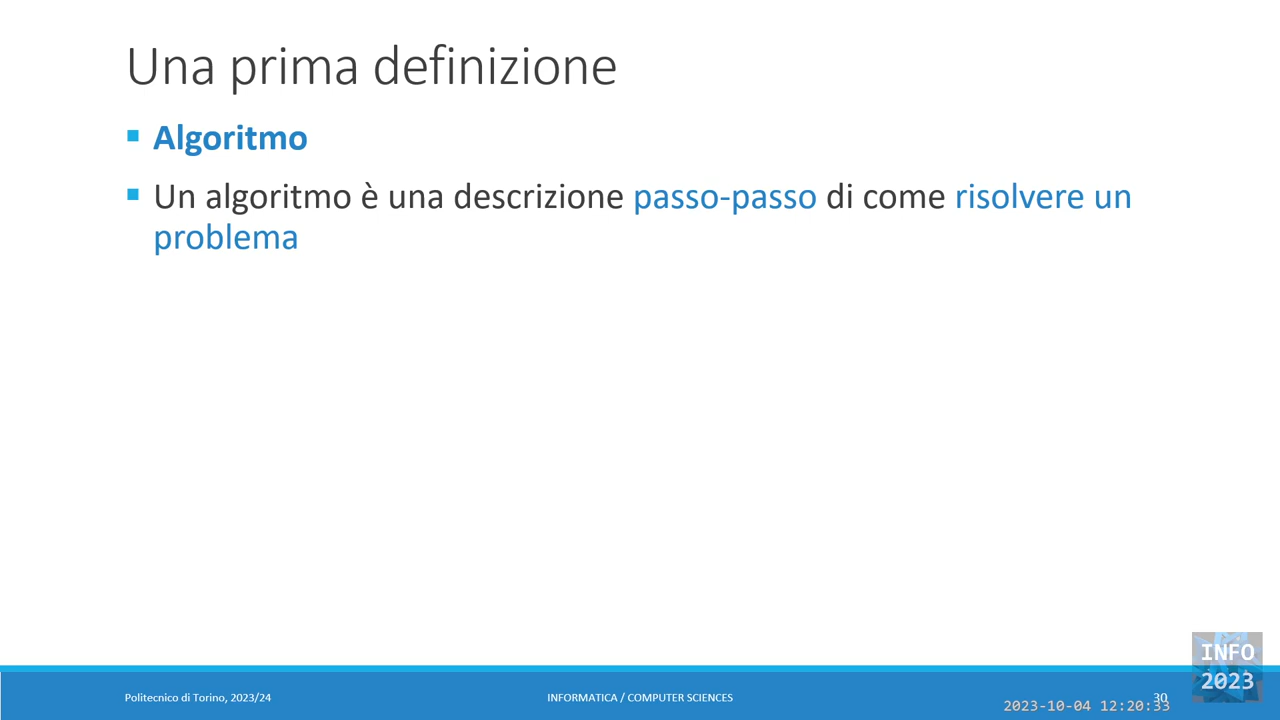 Una prima definizione
Algoritmo
Un algoritmo è una descrizione passo-passo di come risolvere un
problema
Politecnico di Torino, 2023/24
INFORMATICA / COMPUTER SCIENCES
30
2023-10-04 12:20:33
INFO
2023